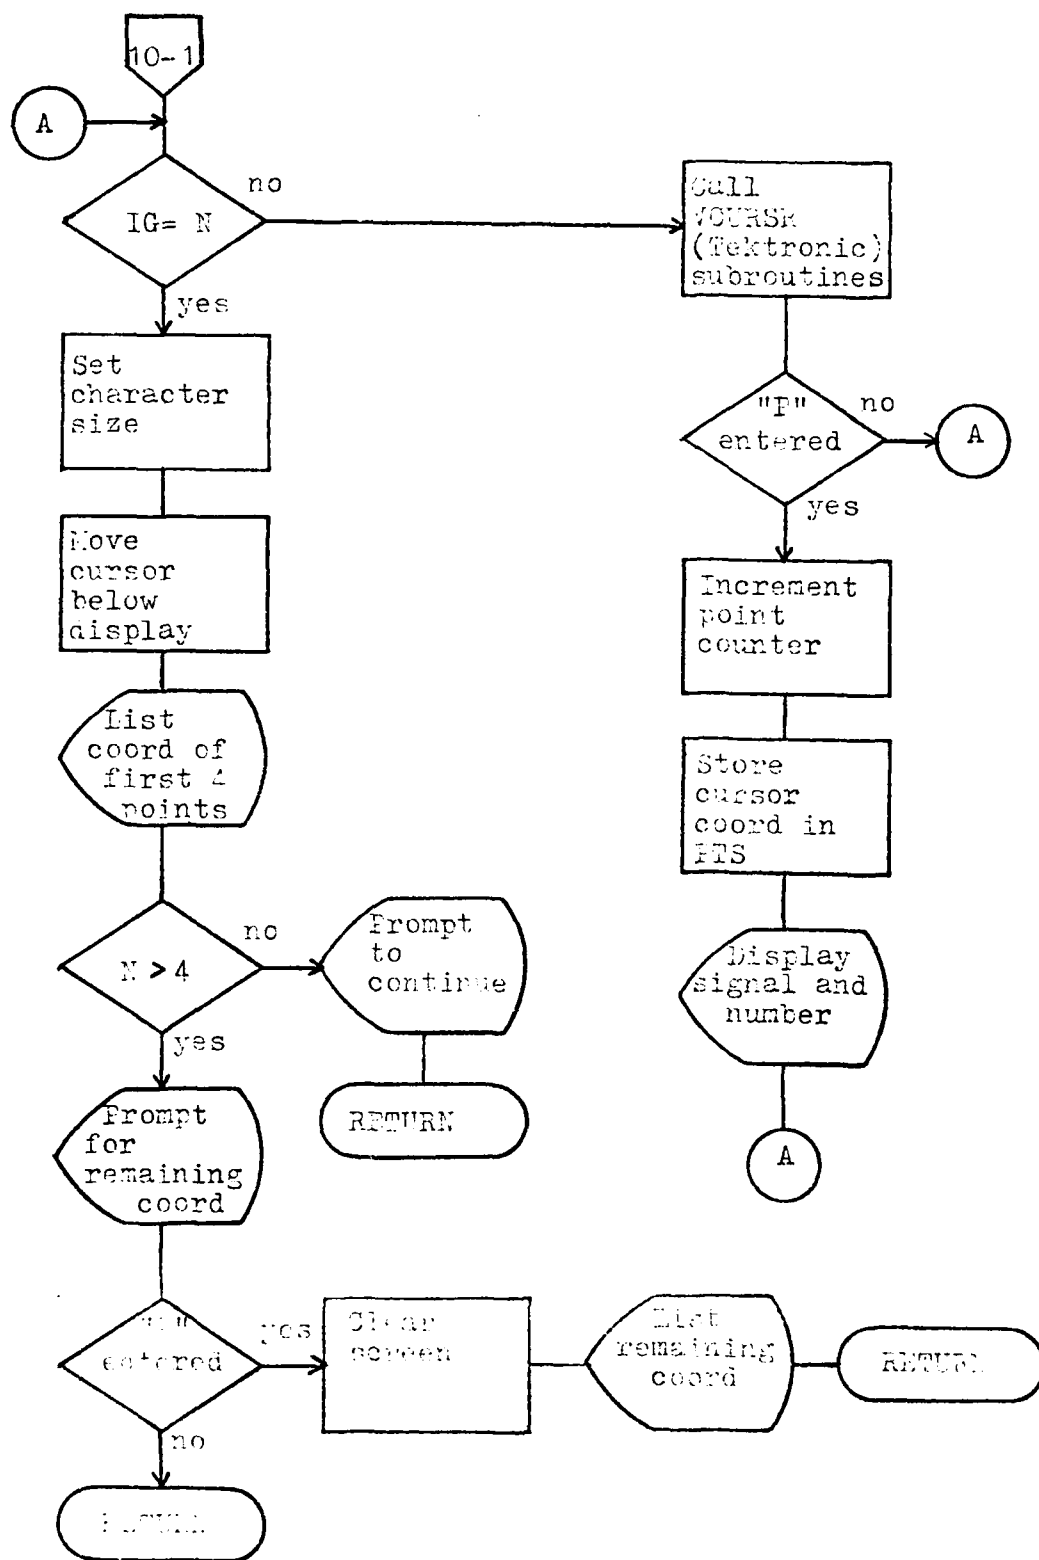 10-1
A
IG= N
no
yes
Call
VCURSR
(Tektronic)
subroutines
Set
character
size
"P"
entered
no
A
yes
Move
cursor
below
display
Increment
point
counter
List
coord of
first 4
points
Store
cursor
coord in
PTS
N > 4
no
yes
Prompt
to
continue
RETURN
Display
signal and
number
A
Prompt
for
remaining
coord
entered
yes
no
Clear
screen
List
remaining
coord
RETURN
RETURN